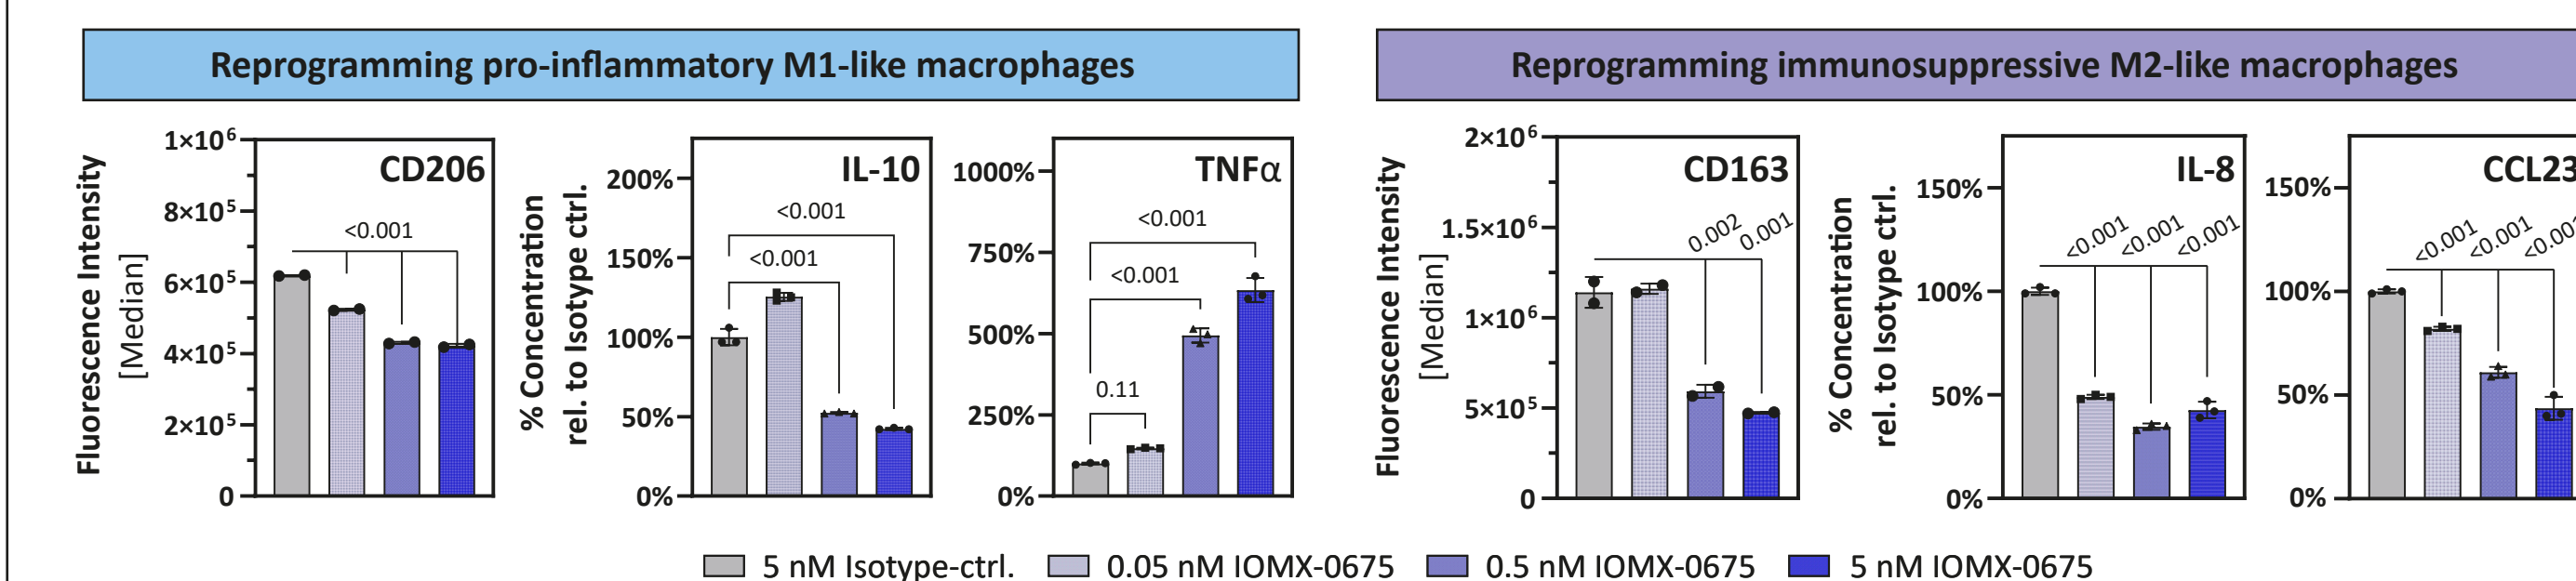 Reprogramming pro-inflammatory M1-like macrophages
Fluorescence Intensity
[Median]
1×10⁶
8×10⁵
6×10⁵
4×10⁵
2×10⁵
0
CD206
<0.001
% Concentration
rel. to Isotype ctrl.
200%
150%
100%
50%
0%
IL-10
<0.001
<0.001
1000%
750%
500%
250%
0%
TNFα
<0.001
<0.001
0.11
Reprogramming immunosuppressive M2-like macrophages
Fluorescence Intensity
[Median]
2×10⁶
1.5×10⁶
1×10⁶
5×10⁵
0
CD163
0.002
0.001
% Concentration
rel. to Isotype ctrl.
150%
100%
50%
0%
IL-8
<0.001
<0.001
<0.001
150%
100%
50%
0%
CCL23
<0.001
<0.001
<0.001
5 nM Isotype-ctrl.
0.05 nM IOMX-0675
0.5 nM IOMX-0675
5 nM IOMX-0675